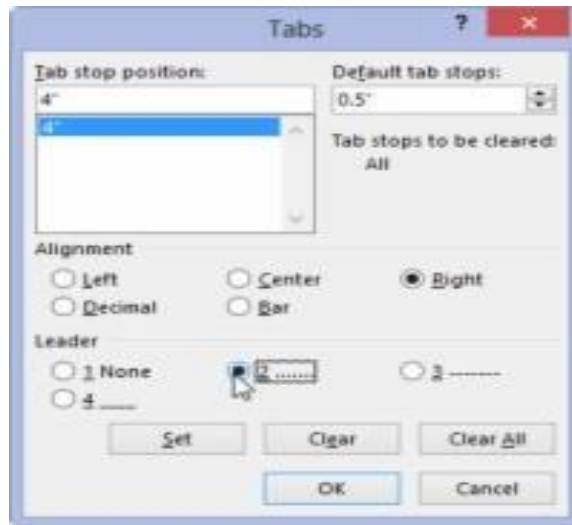 Tabs ?
Tab stop position: Default tab stops:
4" 0.5"
4"
Tab stops to be cleared:
All
Alignment
Left Center Right
Decimal Bar
Leader
1 None 2 ....... 3 -------
4 ___
Set Clear Clear All
OK Cancel